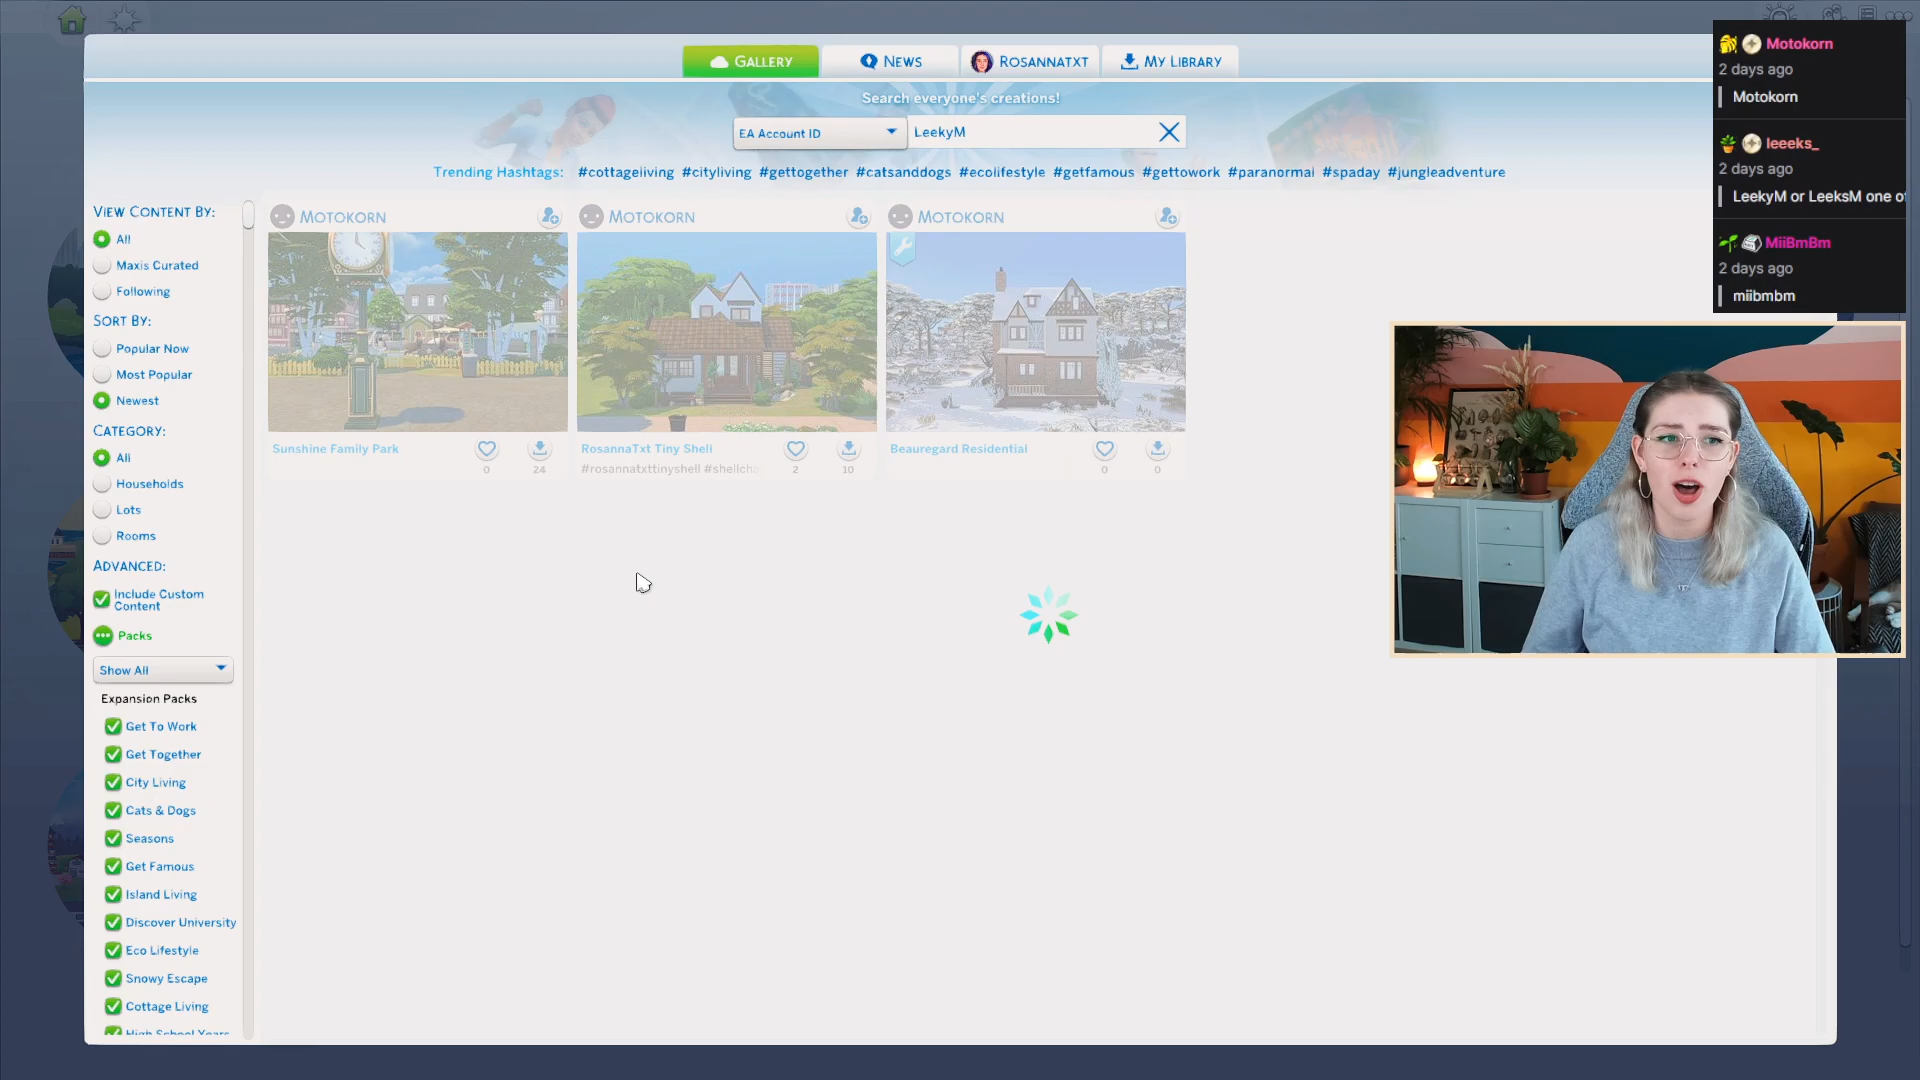 GALLERY
NEWS
ROSANNATXT
MY LIBRARY
Search everyone's creations!
EA Account ID
LeekyM
Trending Hashtags: #cottageliving #cityliving #gettogether #catsanddogs #ecolifestyle #getfamous #gettowork #paranormal #spaday #jungleadventure
VIEW CONTENT BY:
All
Maxis Curated
Following
SORT BY:
Popular Now
Most Popular
Newest
CATEGORY:
All
Households
Lots
Rooms
ADVANCED:
Include Custom
Content
Packs
Show All
Expansion Packs
Get To Work
Get Together
City Living
Cats & Dogs
Seasons
Get Famous
Island Living
Discover University
Eco Lifestyle
Snowy Escape
Cottage Living
High School Years
MOTOKORN
Sunshine Family Park
0
24
MOTOKORN
RosannaTxt Tiny Shell
#rosannatxttinyshell #shellcha
2
10
MOTOKORN
Beauregard Residential
0
0
Motokorn
2 days ago
Motokorn
leeeks_
2 days ago
LeekyM or LeeksM one of
MiiBmBm
2 days ago
miibmbm